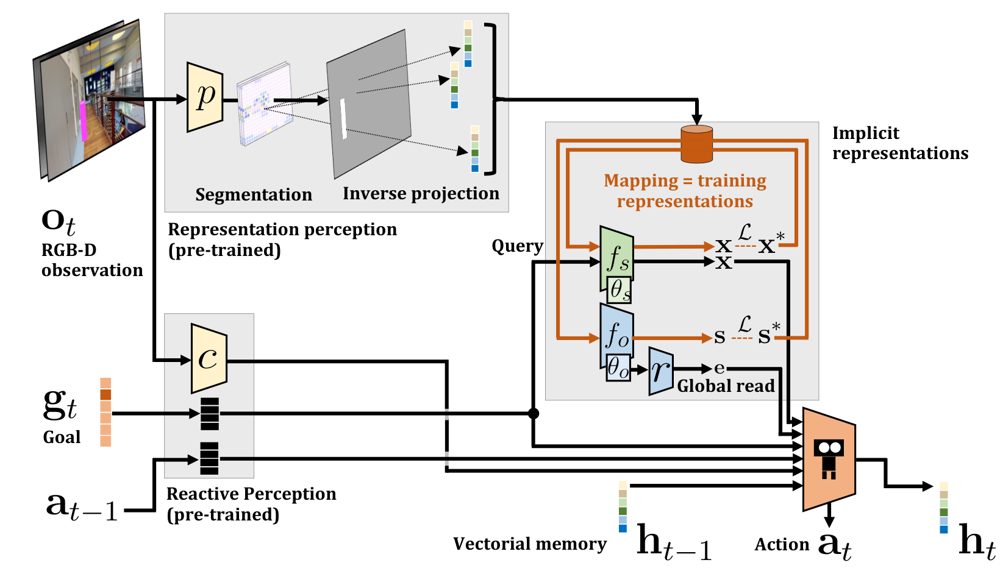 p
Segmentation
Inverse projection
Representation perception
(pre-trained)
o_t
RGB-D
observation
Implicit
representations
Mapping = training
representations
Query
f_s
θ_s
x ---- x*
ℒ
x
f_o
θ_o
s ---- s*
ℒ
r
e
Global read
c
g_t
Goal
a_{t−1}
Reactive Perception
(pre-trained)
Vectorial memory
h_{t−1}
Action a_t
h_t